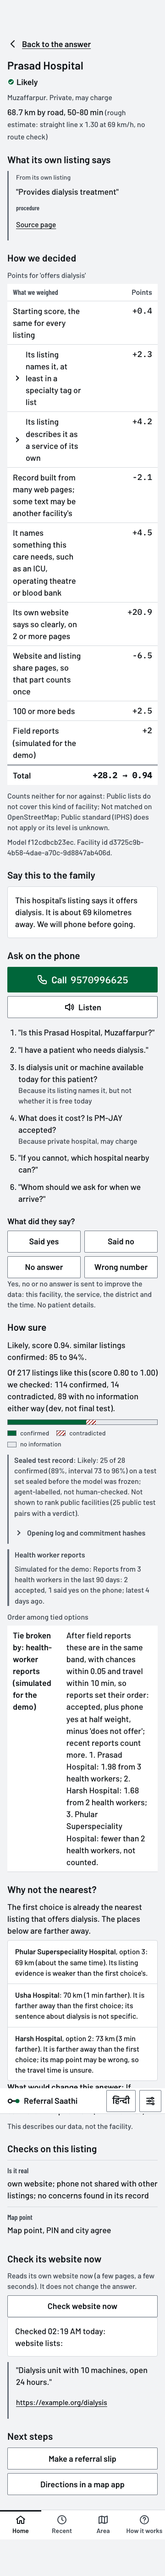 Back to the answer
Prasad Hospital
Likely
Muzaffarpur. Private, may charge
68.7 km by road, 50-80 min (rough
estimate: straight line x 1.30 at 69 km/h, no
route check)
What its own listing says
From its own listing
"Provides dialysis treatment"
procedure
Source page
How we decided
Points for 'offers dialysis'
What we weighed Points
Starting score, the +0.4
same for every
listing
Its listing +2.3
names it, at
least in a
specialty tag or
list
Its listing +4.2
describes it as
a service of its
own
Record built from -2.1
many web pages;
some text may be
another facility's
It names +4.5
something this
care needs, such
as an ICU,
operating theatre
or blood bank
Its own website +20.9
says so clearly, on
2 or more pages
Website and listing -6.5
share pages, so
that part counts
once
100 or more beds +2.5
Field reports +2
(simulated for the
demo)
Total +28.2 → 0.94
Counts neither for nor against: Public lists do
not cover this kind of facility; Not matched on
OpenStreetMap; Public standard (IPHS) does
not apply or its level is unknown.
Model f12cdbcb23ec. Facility id d3725c9b-
4b58-4dae-a70c-9d8847ab406d.
Say this to the family
This hospital's listing says it offers
dialysis. It is about 69 kilometres
away. We will phone before going.
Ask on the phone
Call 9570996625
Listen
1. "Is this Prasad Hospital, Muzaffarpur?"
2. "I have a patient who needs dialysis."
3. Is dialysis unit or machine available
today for this patient?
Because its listing names it, but not
whether it is free today
4. What does it cost? Is PM-JAY
accepted?
Because private hospital, may charge
5. "If you cannot, which hospital nearby
can?"
6. "Whom should we ask for when we
arrive?"
What did they say?
Said yes
Said no
No answer
Wrong number
Yes, no or no answer is sent to improve the
data: this facility, the service, the district and
the time. No patient details.
How sure
Likely, score 0.94. similar listings
confirmed: 85 to 94%.
Of 217 listings like this (score 0.80 to 1.00)
we checked: 114 confirmed, 14
contradicted, 89 with no information
either way (dev, not final test).
confirmed contradicted
no information
Sealed test record: Likely: 25 of 28
confirmed (89%, interval 73 to 96%) on a test
set sealed before the model was frozen;
agent-labelled, not human-checked. Not
shown to rank public facilities (25 public test
pairs with a verdict).
Opening log and commitment hashes
Health worker reports
Simulated for the demo: Reports from 3
health workers in the last 90 days: 2
accepted, 1 said yes on the phone; latest 4
days ago.
Order among tied options
Tie broken After field reports
by: health- these are in the same
worker band, with chances
reports within 0.05 and travel
(simulated within 10 min, so
for the reports set their order:
demo) accepted, plus phone
yes at half weight,
minus 'does not offer';
recent reports count
more. 1. Prasad
Hospital: 1.98 from 3
health workers; 2.
Harsh Hospital: 1.68
from 2 health workers;
3. Phular
Superspeciality
Hospital: fewer than 2
health workers, not
counted.
Why not the nearest?
The first choice is already the nearest
listing that offers dialysis. The places
below are farther away.
Phular Superspeciality Hospital, option 3:
69 km (about the same time). Its listing
evidence is weaker than the first choice's.
Usha Hospital: 70 km (1 min farther). It is
farther away than the first choice; its
sentence about dialysis is not specific.
Harsh Hospital, option 2: 73 km (3 min
farther). It is farther away than the first
choice; its map point may be wrong, so
the travel time is unsure.
What would change this answer: If
Referral Saathi
हिन्दी
This describes our data, not the facility.
Checks on this listing
Is it real
own website; phone not shared with other
listings; no concerns found in its record
Map point
Map point, PIN and city agree
Check its website now
Reads its own website now (a few pages, a few
seconds). It does not change the answer.
Check website now
Checked 02:19 AM today:
website lists:
"Dialysis unit with 10 machines, open
24 hours."
https://example.org/dialysis
Next steps
Make a referral slip
Directions in a map app
Home
Recent
Area
How it works